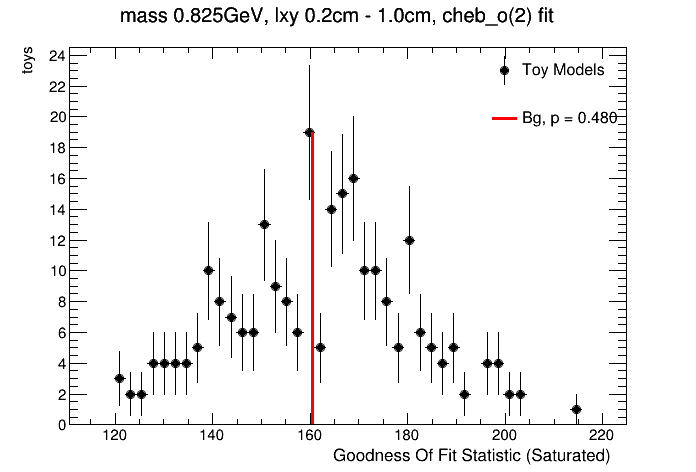 mass 0.825GeV, lxy 0.2cm - 1.0cm, cheb_o(2) fit
toys
24
22
20
18
16
14
12
10
8
6
4
2
0
Toy Models
Bg, p = 0.480
120 140 160 180 200 220
Goodness Of Fit Statistic (Saturated)